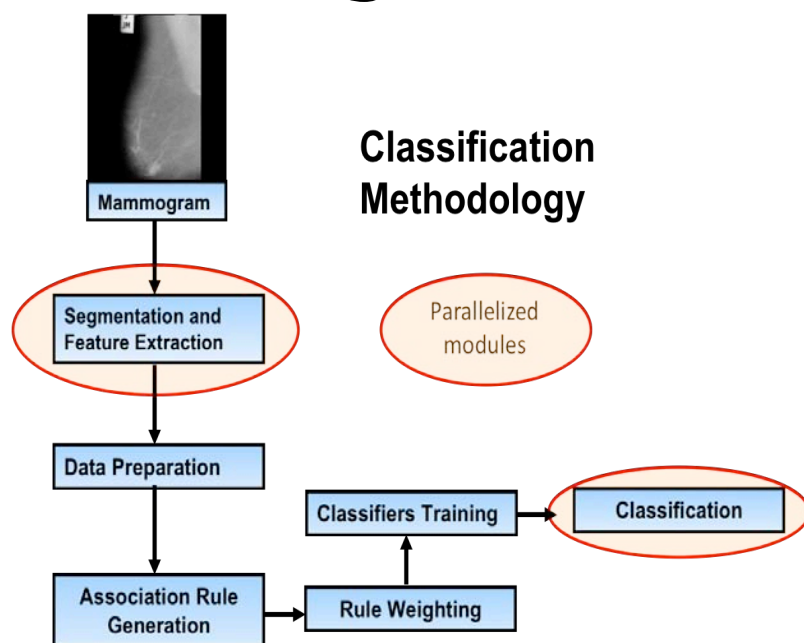 Classification
Methodology
Mammogram
Segmentation and
Feature Extraction
Parallelized
modules
Data Preparation
Classifiers Training
Classification
Association Rule
Generation
Rule Weighting